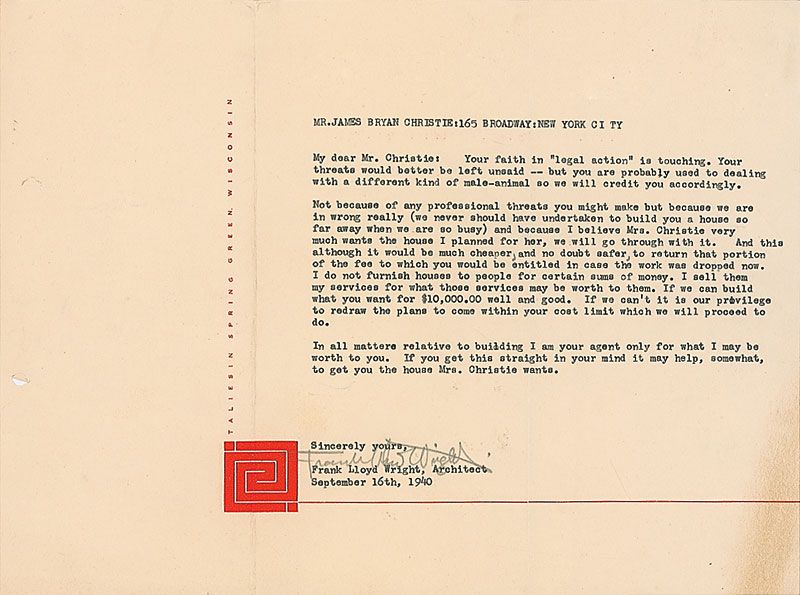 MR.JAMES BRYAN CHRISTIE:165 BROADWAY:NEW YORK CI TY
My dear Mr. Christie: Your faith in "legal action" is touching. Your
threats would better be left unsaid -- but you are probably used to dealing
with a different kind of male-animal so we will credit you accordingly.
Not because of any professional threats you might make but because we are
in wrong really (we never should have undertaken to build you a house so
far away when we are so busy) and because I believe Mrs. Christie very
much wants the house I planned for her, we will go through with it. And this
although it would be much cheaper, and no doubt safer, to return that portion
of the fee to which you would be entitled in case the work was dropped now.
I do not furnish houses to people for certain sums of money. I sell them
my services for what those services may be worth to them. If we can build
what you want for $10,000.00 well and good. If we can't it is our privilege
to redraw the plans to come within your cost limit which we will proceed to
do.
In all matters relative to building I am your agent only for what I may be
worth to you. If you get this straight in your mind it may help, somewhat,
to get you the house Mrs. Christie wants.
TALIESIN SPRING GREEN, WISCONSIN
Sincerely yours,
Frank Lloyd Wright
Frank Lloyd Wright, Architect
September 16th, 1940